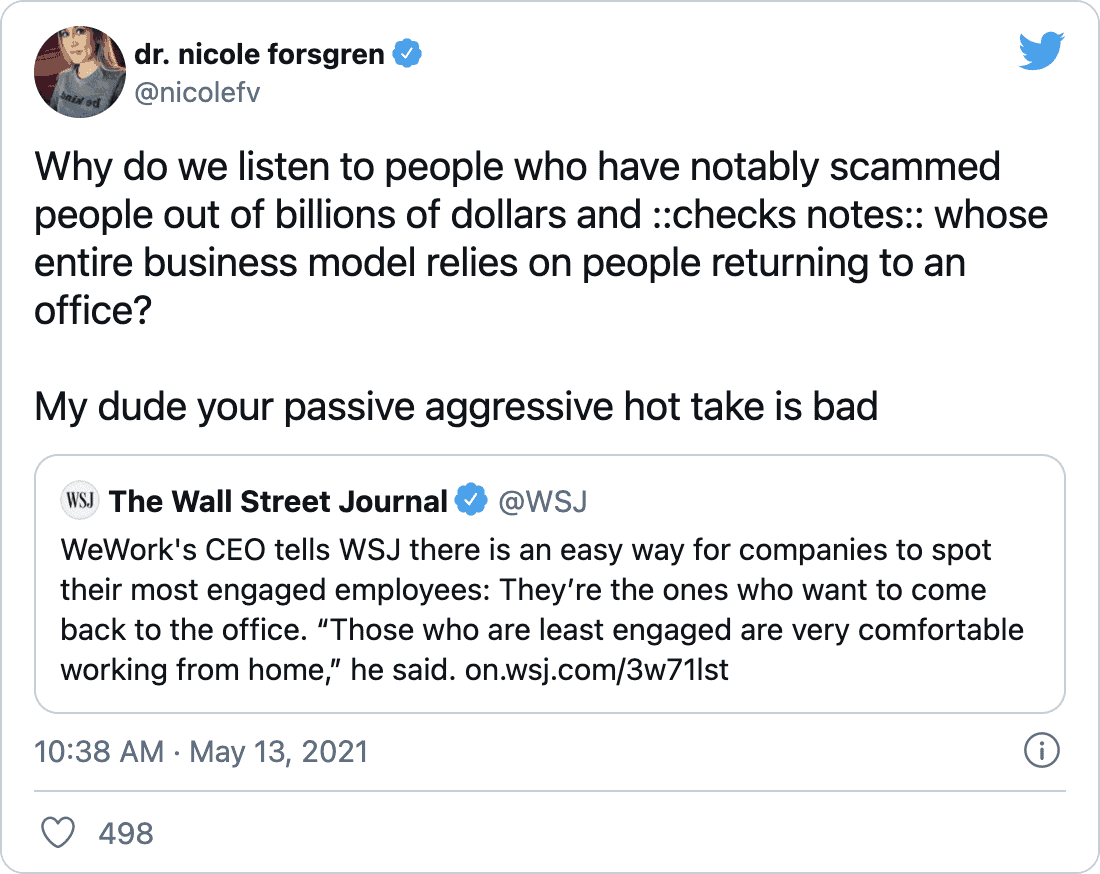 dr. nicole forsgren
@nicolefv
Why do we listen to people who have notably scammed
people out of billions of dollars and ::checks notes:: whose
entire business model relies on people returning to an
office?
My dude your passive aggressive hot take is bad
WSJ The Wall Street Journal @WSJ
WeWork's CEO tells WSJ there is an easy way for companies to spot
their most engaged employees: They’re the ones who want to come
back to the office. “Those who are least engaged are very comfortable
working from home,” he said. on.wsj.com/3w71lst
10:38 AM · May 13, 2021
498